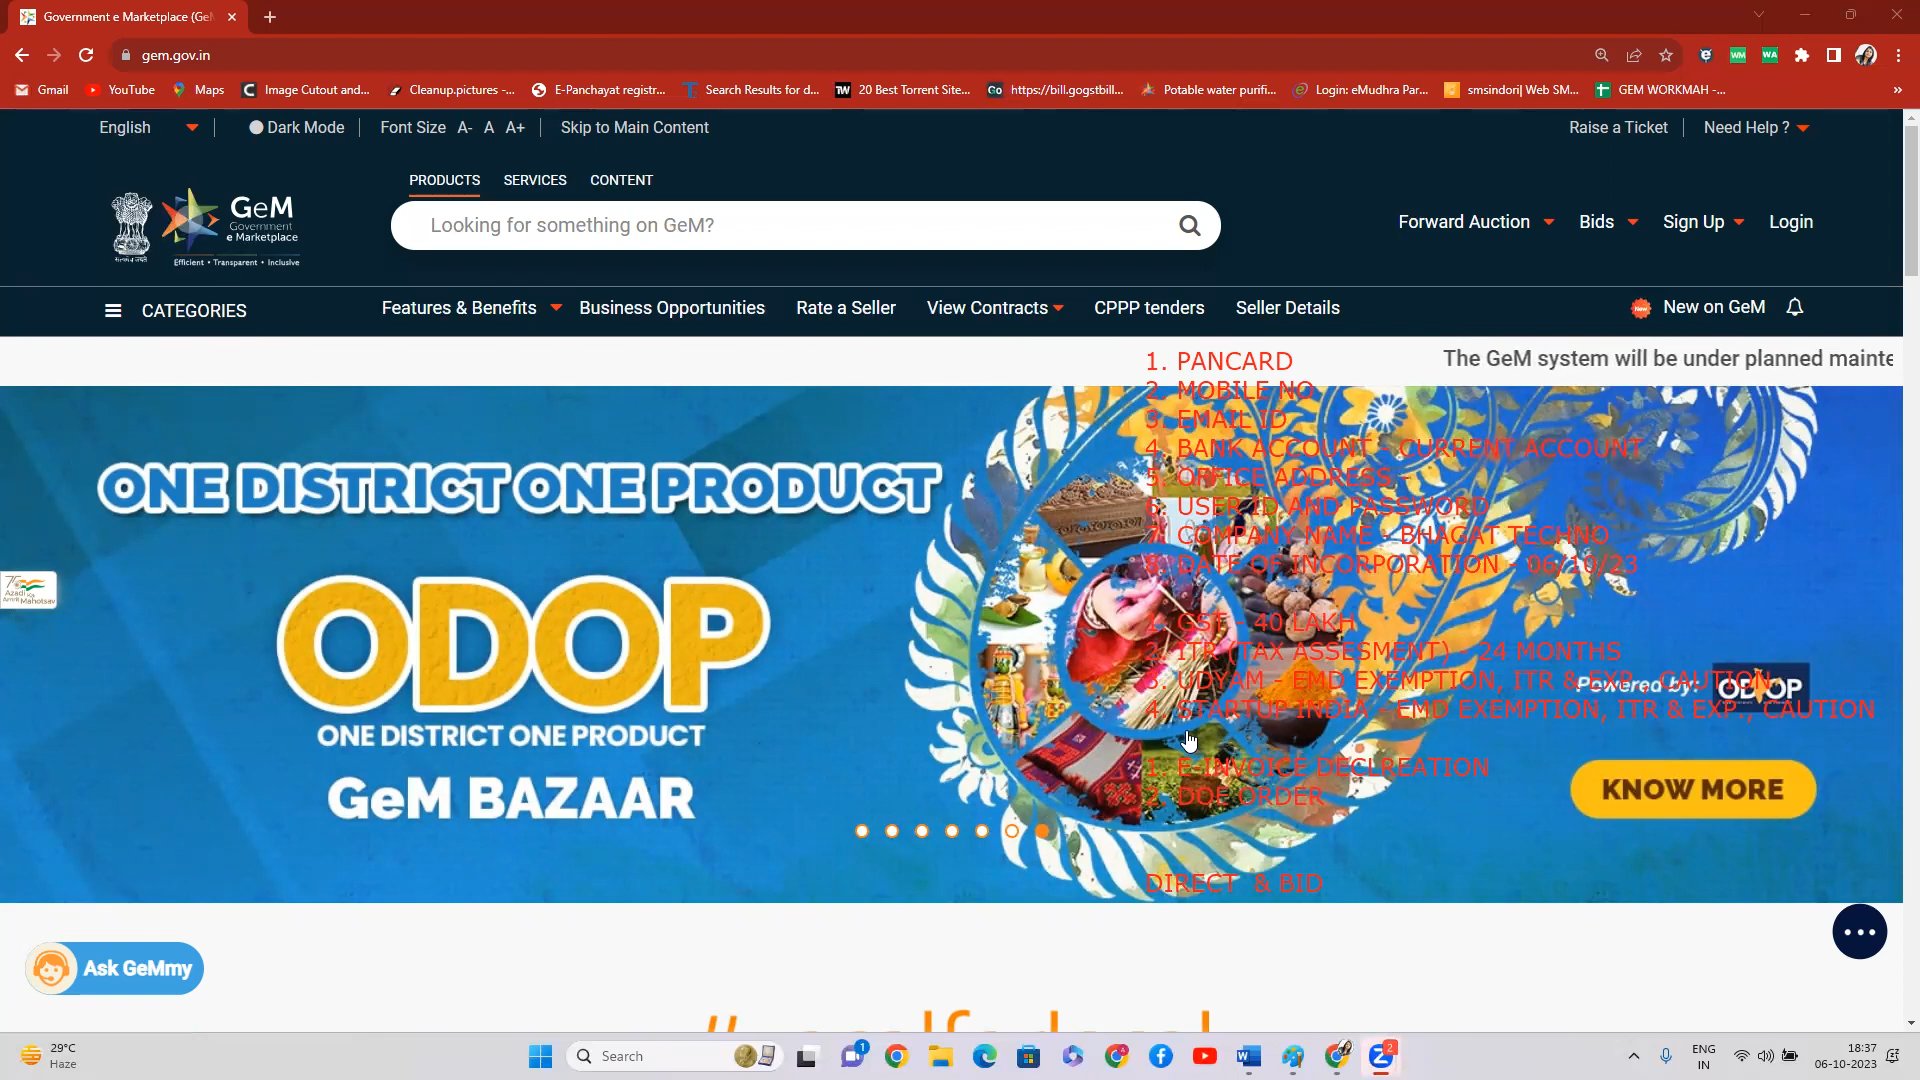 Government e Marketplace (GeM
gem.gov.in
Gmail YouTube Maps Image Cutout and... Cleanup.pictures -... E-Panchayat registr... Search Results for d... 20 Best Torrent Site... https://bill.gogstbill... Potable water purifi... Login: eMudhra Par... smsindori| Web SM... GEM WORKMAH -... »
English Dark Mode Font Size A- A A+ Skip to Main Content Raise a Ticket Need Help ?
PRODUCTS SERVICES CONTENT
GeM
Government
e Marketplace
Efficient • Transparent • Inclusive
Looking for something on GeM?
Forward Auction Bids Sign Up Login
CATEGORIES Features & Benefits Business Opportunities Rate a Seller View Contracts CPPP tenders Seller Details New on GeM
The GeM system will be under planned mainte
1. PANCARD
2. MOBILE NO
3. EMAIL ID
4. BANK ACCOUNT - CURRENT ACCOUNT
5. OFFICE ADDRESS -
6. USER ID AND PASSWORD
7. COMPANY NAME - BHAGAT TECHNO
8. DATE OF INCORPORATION - 06/10/23
1. GST - 40 LAKH
2. ITR (TAX ASSESMENT) - 24 MONTHS
3. UDYAM - EMD EXEMPTION, ITR & EXP., CAUTION
4. STARTUP INDIA - EMD EXEMPTION, ITR & EXP., CAUTION
1. E-INVOICE DECLREATION
2. DOE ORDER
DIRECT & BID
ONE DISTRICT ONE PRODUCT
ODOP
ONE DISTRICT ONE PRODUCT
GeM BAZAAR
Powered by:
ODOP
KNOW MORE
Azadi Ka
Amrit Mahotsav
Ask GeMmy
29°C
Haze
Search
ENG
IN
18:37
06-10-2023